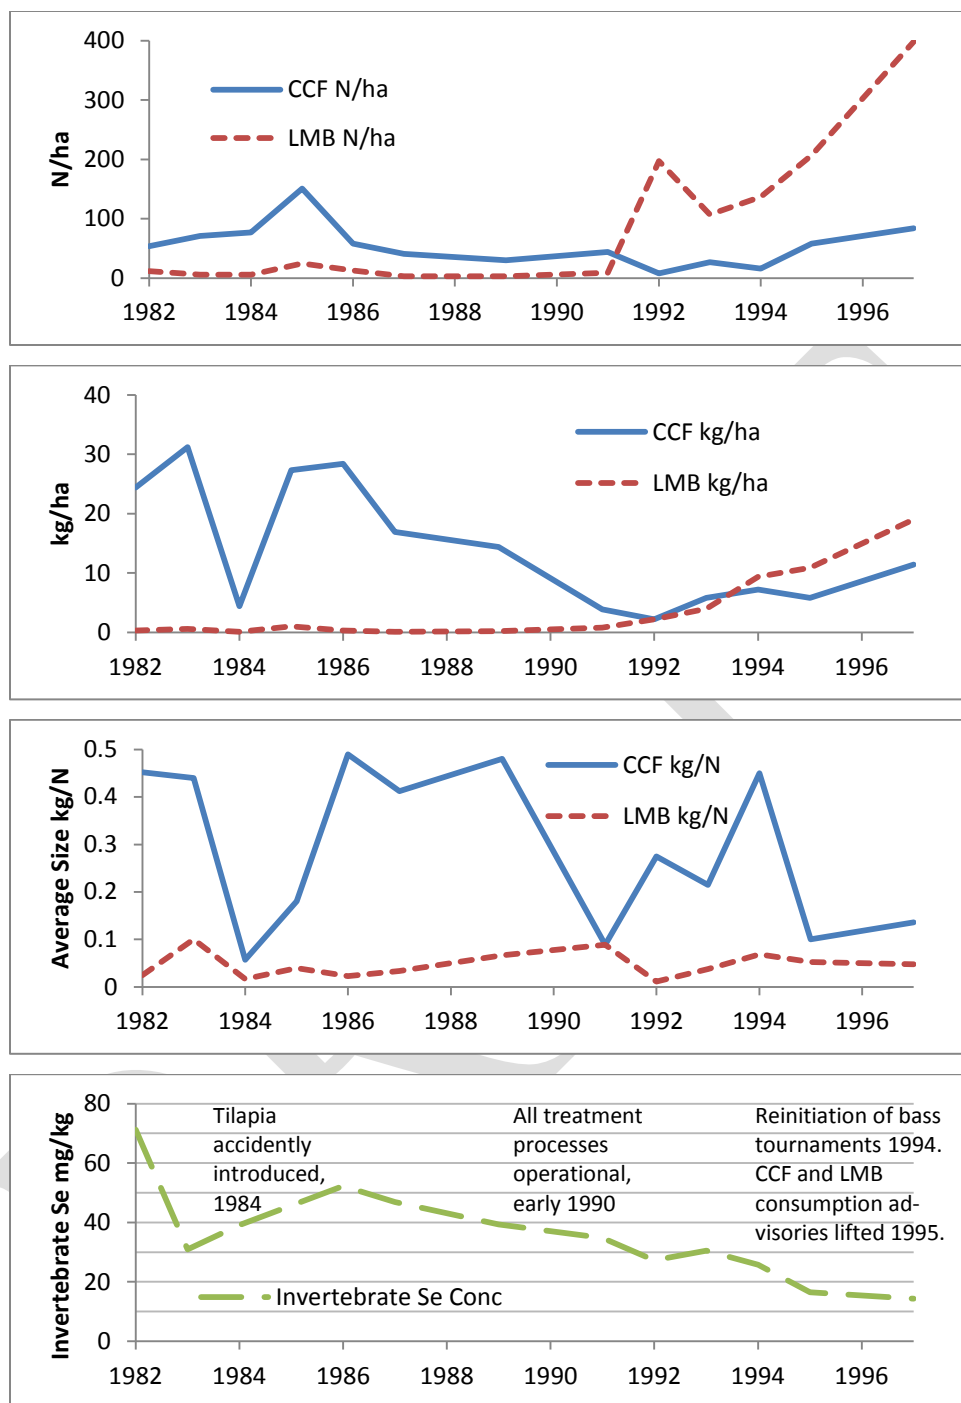 400
300
200
100
0
N/ha
CCF N/ha
LMB N/ha
1982 1984 1986 1988 1990 1992 1994 1996
40
30
20
10
0
kg/ha
CCF kg/ha
LMB kg/ha
1982 1984 1986 1988 1990 1992 1994 1996
0.5
0.4
0.3
0.2
0.1
0
Average Size kg/N
CCF kg/N
LMB kg/N
1982 1984 1986 1988 1990 1992 1994 1996
80
60
40
20
0
Invertebrate Se mg/kg
Tilapia
accidently
introduced,
1984
All treatment
processes
operational,
early 1990
Reinitiation of bass
tournaments 1994.
CCF and LMB
consumption ad-
visories lifted 1995.
Invertebrate Se Conc
1982 1984 1986 1988 1990 1992 1994 1996